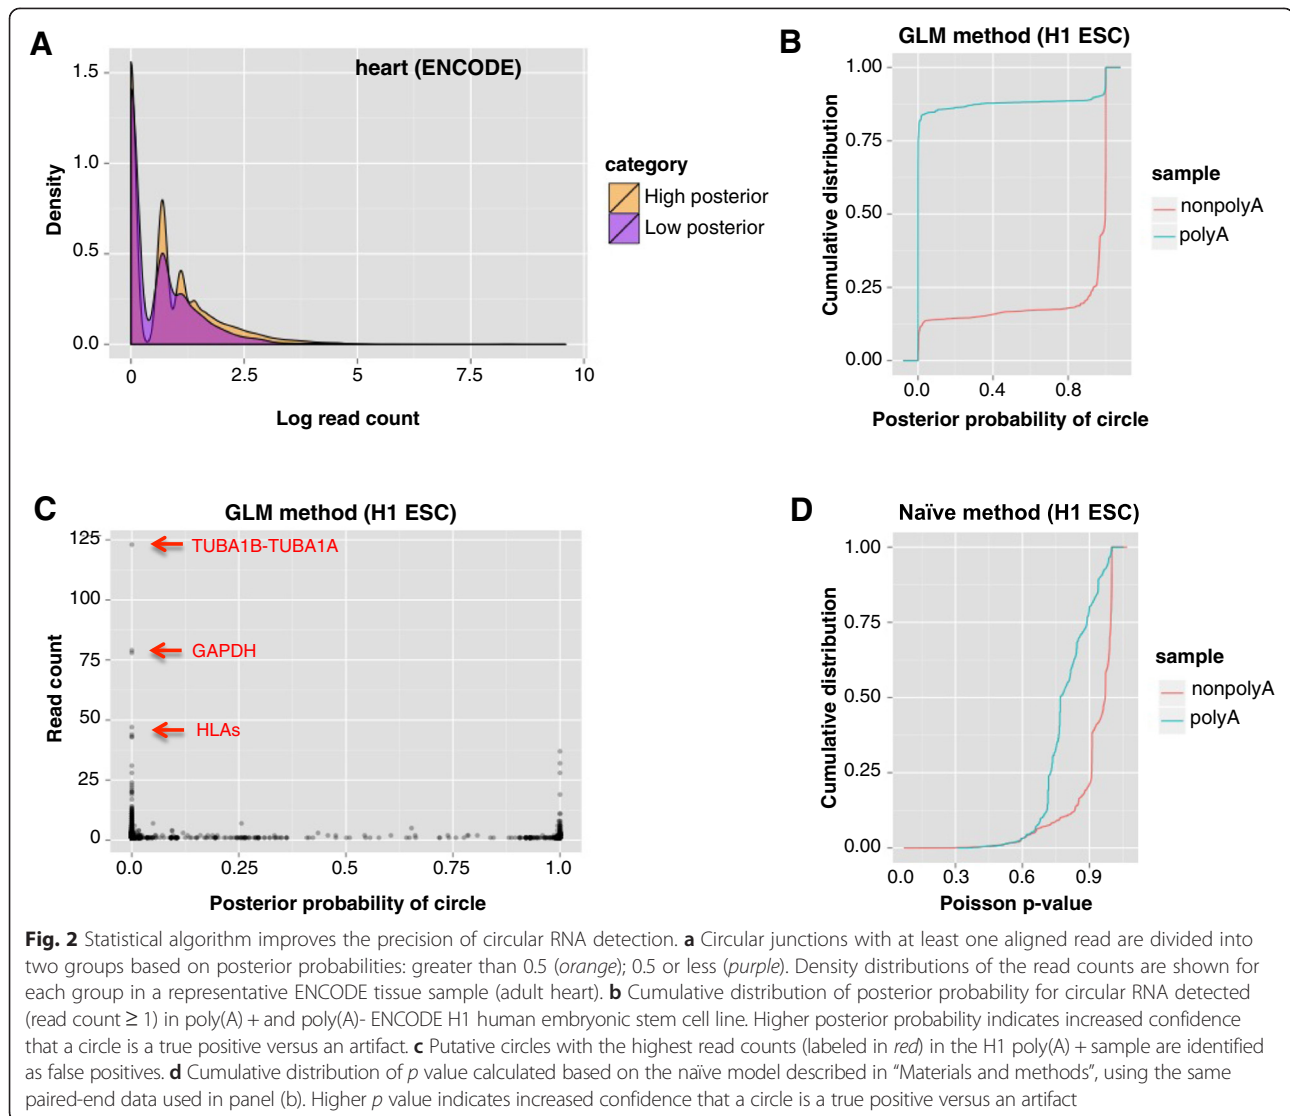 A
heart (ENCODE)
1.5
1.0
0.5
0.0
Density
0
2.5
5
7.5
10
Log read count
category
High posterior
Low posterior
B
GLM method (H1 ESC)
1.00
0.75
0.50
0.25
0.00
Cumulative distribution
0.0
0.4
0.8
Posterior probability of circle
sample
nonpolyA
polyA
C
GLM method (H1 ESC)
125
100
75
50
25
0
Read count
TUBA1B-TUBA1A
GAPDH
HLAs
0.0
0.25
0.5
0.75
1.0
Posterior probability of circle
D
Naïve method (H1 ESC)
1.00
0.75
0.50
0.25
0.00
Cumulative distribution
0.0
0.3
0.6
0.9
Poisson p-value
sample
nonpolyA
polyA
Fig. 2 Statistical algorithm improves the precision of circular RNA detection. a Circular junctions with at least one aligned read are divided into
two groups based on posterior probabilities: greater than 0.5 (orange); 0.5 or less (purple). Density distributions of the read counts are shown for
each group in a representative ENCODE tissue sample (adult heart). b Cumulative distribution of posterior probability for circular RNA detected
(read count ≥ 1) in poly(A) + and poly(A)- ENCODE H1 human embryonic stem cell line. Higher posterior probability indicates increased confidence
that a circle is a true positive versus an artifact. c Putative circles with the highest read counts (labeled in red) in the H1 poly(A) + sample are identified
as false positives. d Cumulative distribution of p value calculated based on the naïve model described in “Materials and methods”, using the same
paired-end data used in panel (b). Higher p value indicates increased confidence that a circle is a true positive versus an artifact